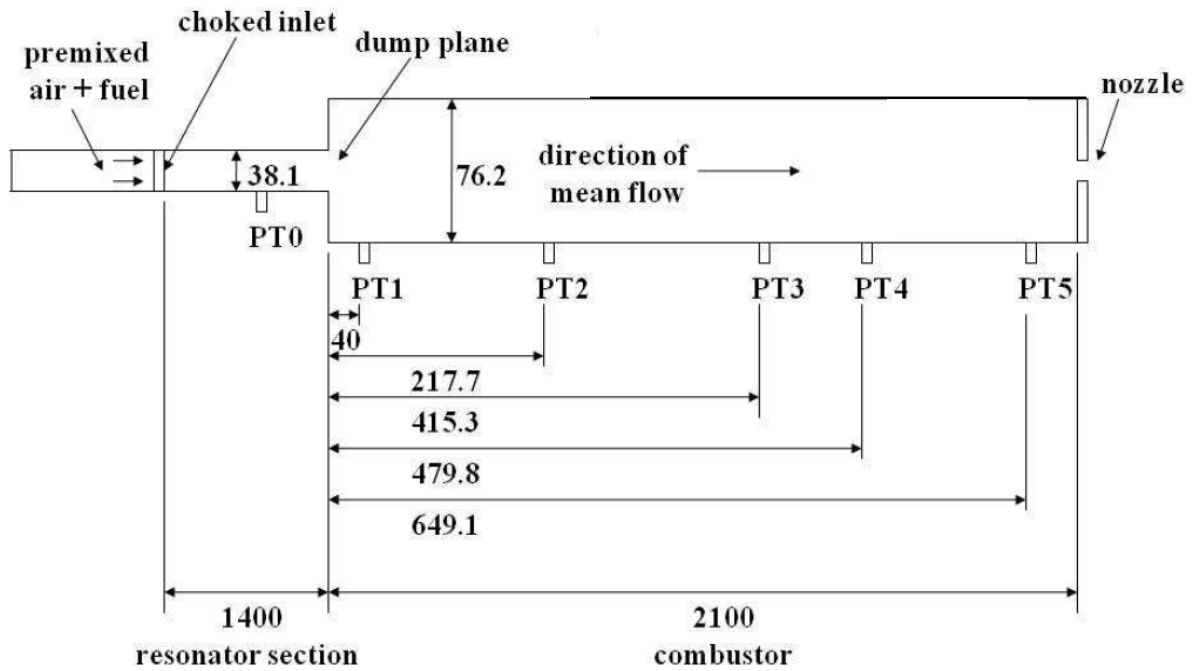 choked inlet
premixed
air + fuel
dump plane
nozzle
38.1
76.2
direction of
mean flow
PT0
PT1
PT2
PT3
PT4
PT5
40
217.7
415.3
479.8
649.1
1400
2100
resonator section
combustor